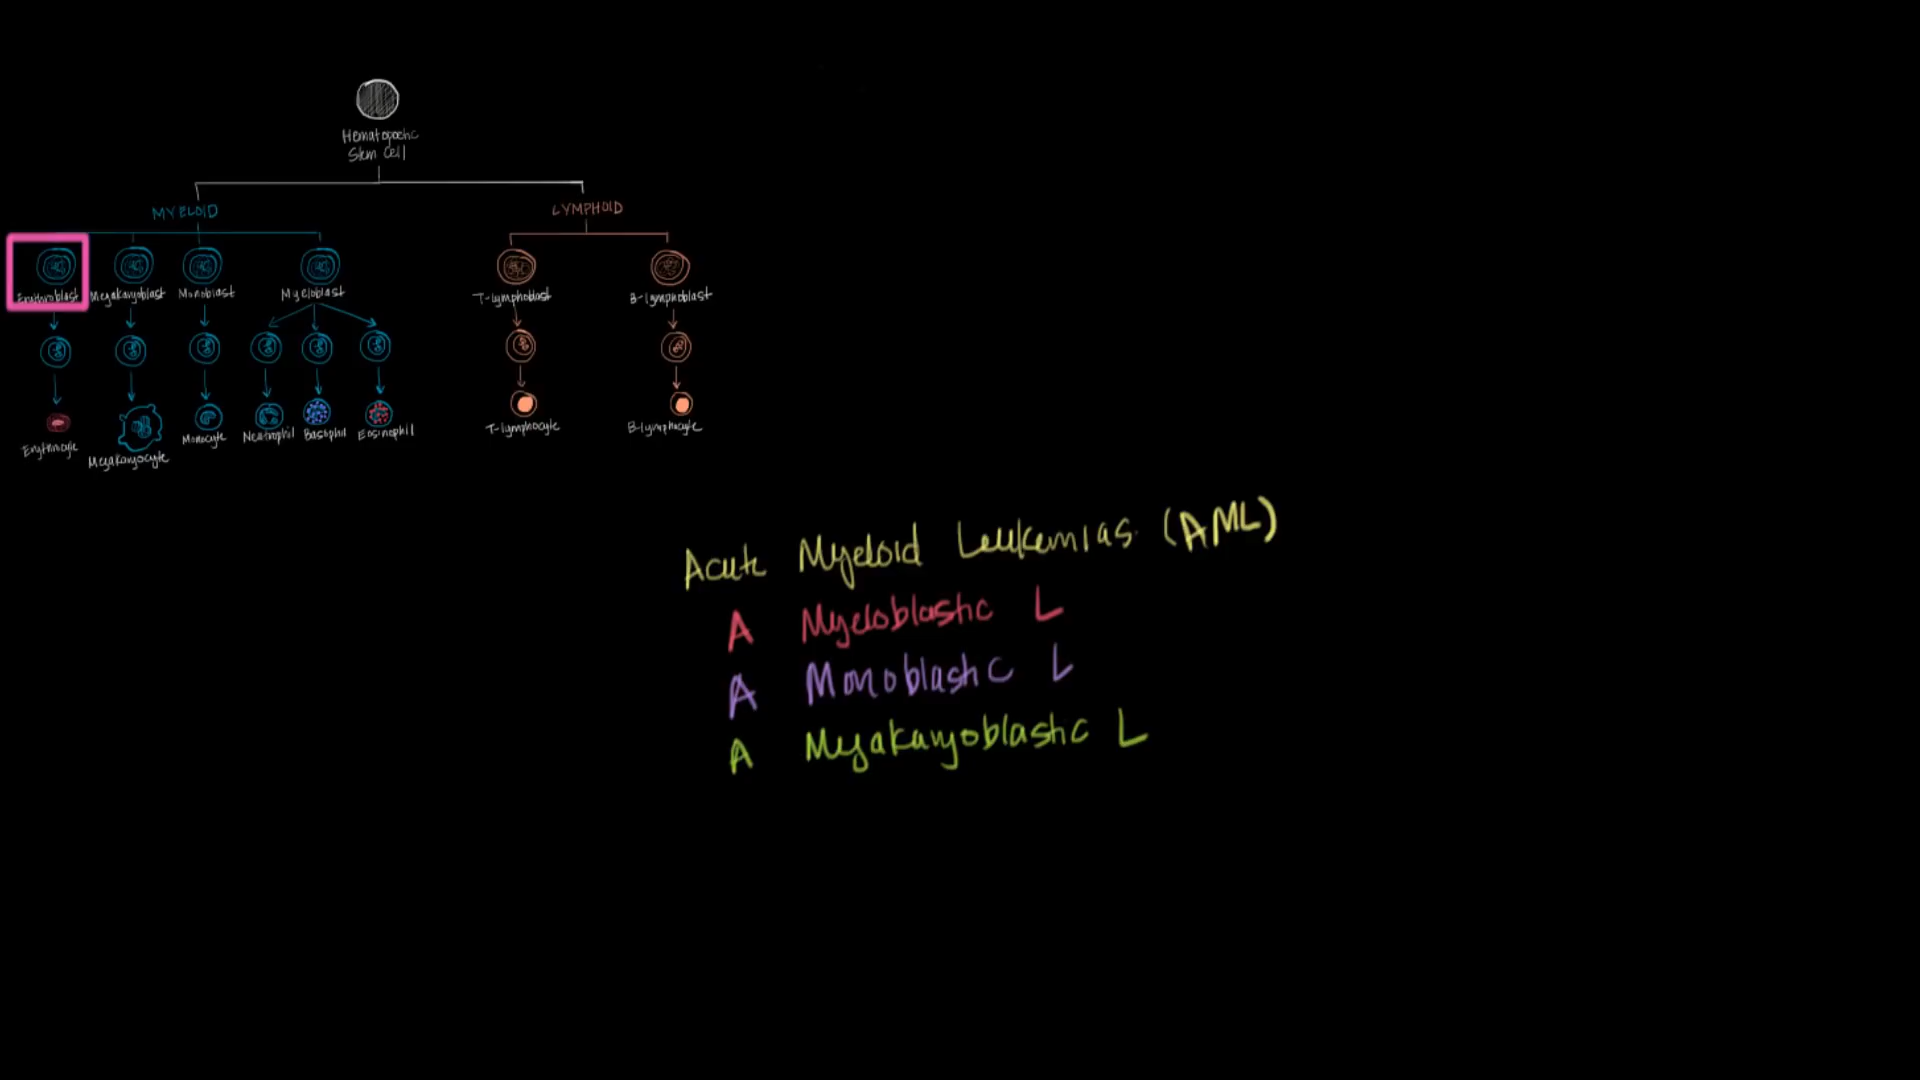 Hematopoetic
Stem Cell
MYELOID
LYMPHOID
Erythroblast Megakaryoblast Monoblast Myeloblast T-lymphoblast B-lymphoblast
Erythrocyte Megakaryocyte Monocyte Neutrophil Basophil Eosinophil T-lymphocyte B-lymphocyte
Acute Myeloid Leukemias (AML)
A Myeloblastic L
A Monoblastic L
A Megakaryoblastic L